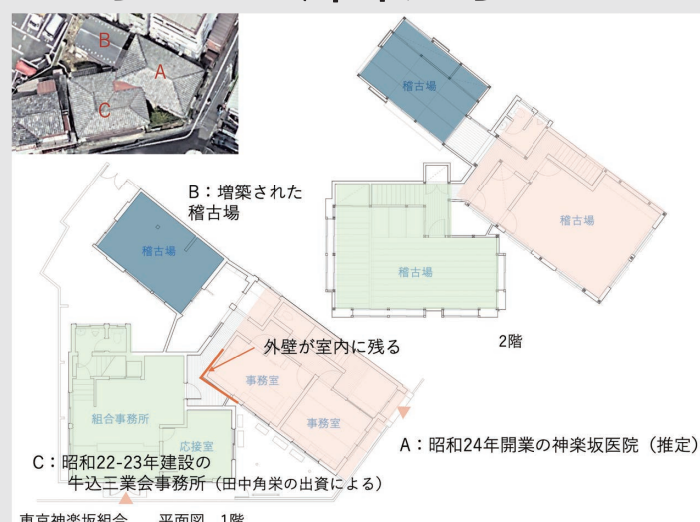 B
A
C
稽古場
稽古場
稽古場
2階
B：増築された
稽古場
稽古場
外壁が室内に残る
事務室
事務室
組合事務所
応接室
A：昭和24年開業の神楽坂医院（推定）
C：昭和22-23年建設の
牛込三業会事務所（田中角栄の出資による）
東京神楽坂組合　平面図　1階